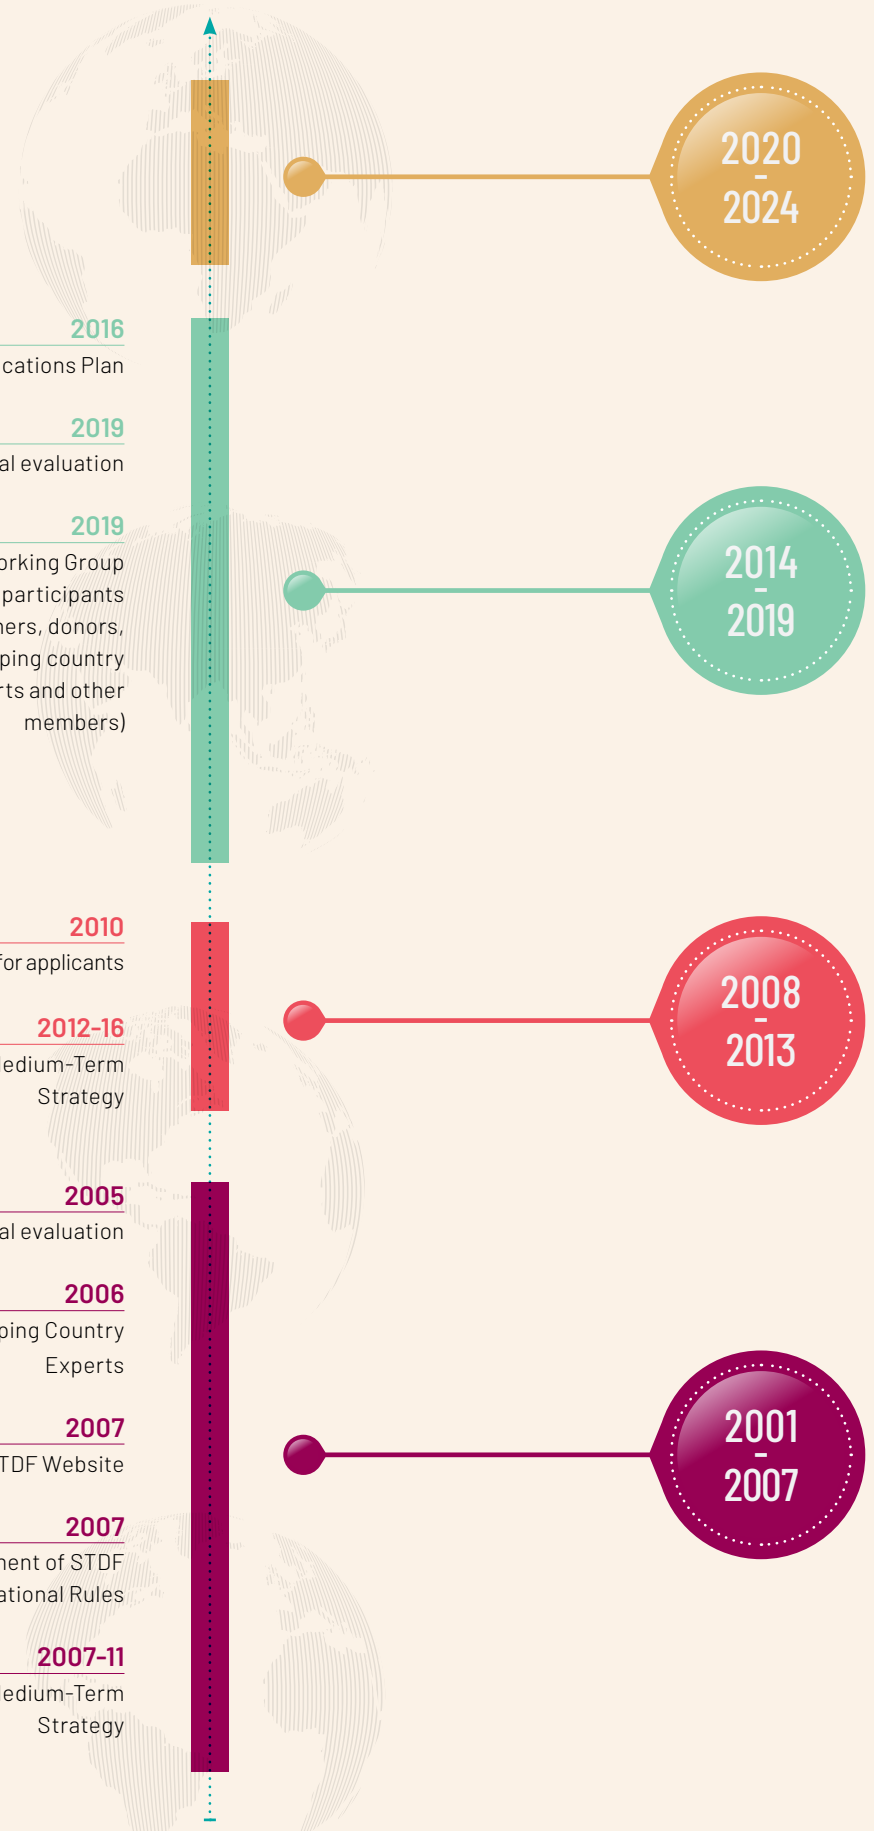 2020
–
2024
2016
cations Plan
2019
al evaluation
2019
orking Group
participants
ers, donors,
ping country
rts and other
members)
2014
–
2019
2010
for applicants
2012-16
edium-Term
Strategy
2008
–
2013
2005
al evaluation
2006
ping Country
Experts
2007
TDF Website
2007
ent of STDF
ational Rules
2007-11
edium-Term
Strategy
2001
–
2007